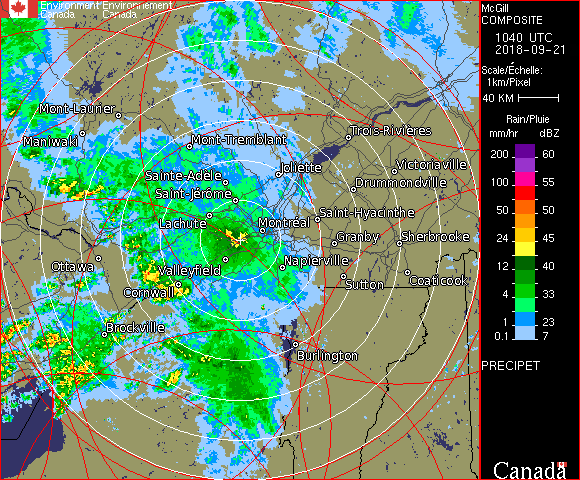 Environment Environnement
Canada Canada
McGill
COMPOSITE
1040 UTC
2018-09-21
Scale/Échelle:
1km/Pixel
40 KM
Rain/Pluie
mm/hr dBZ
200 60
100 55
50 50
24 45
12 40
4 33
1 23
0.1 7
PRECIPET
Mont-Laurier
Maniwaki
Mont-Tremblant
Trois-Rivières
Joliette
Victoriaville
Sainte-Adèle
Drummondville
Saint-Jérôme
Saint-Hyacinthe
Lachute
Montréal
Granby
Sherbrooke
Ottawa
Valleyfield
Napierville
Cornwall
Sutton
Coaticook
Brockville
Burlington
Canada